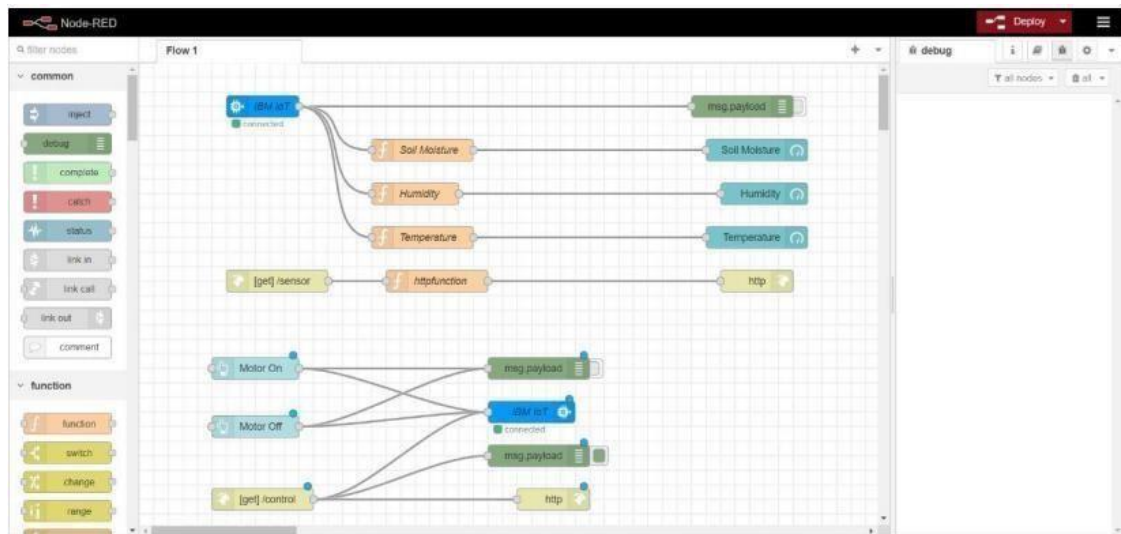 Node-RED
Deploy
filter nodes
Flow 1
debug
all nodes
all
common
inject
debug
complete
catch
status
link in
link call
link out
comment
function
function
switch
change
range
IBM IoT
connected
msg.payload
Soil Moisture
Soil Moisture
Humidity
Humidity
Temperature
Temperature
[get] /sensor
httpfunction
http
Motor On
msg.payload
IBM IoT
connected
Motor Off
msg.payload
[get] /control
http